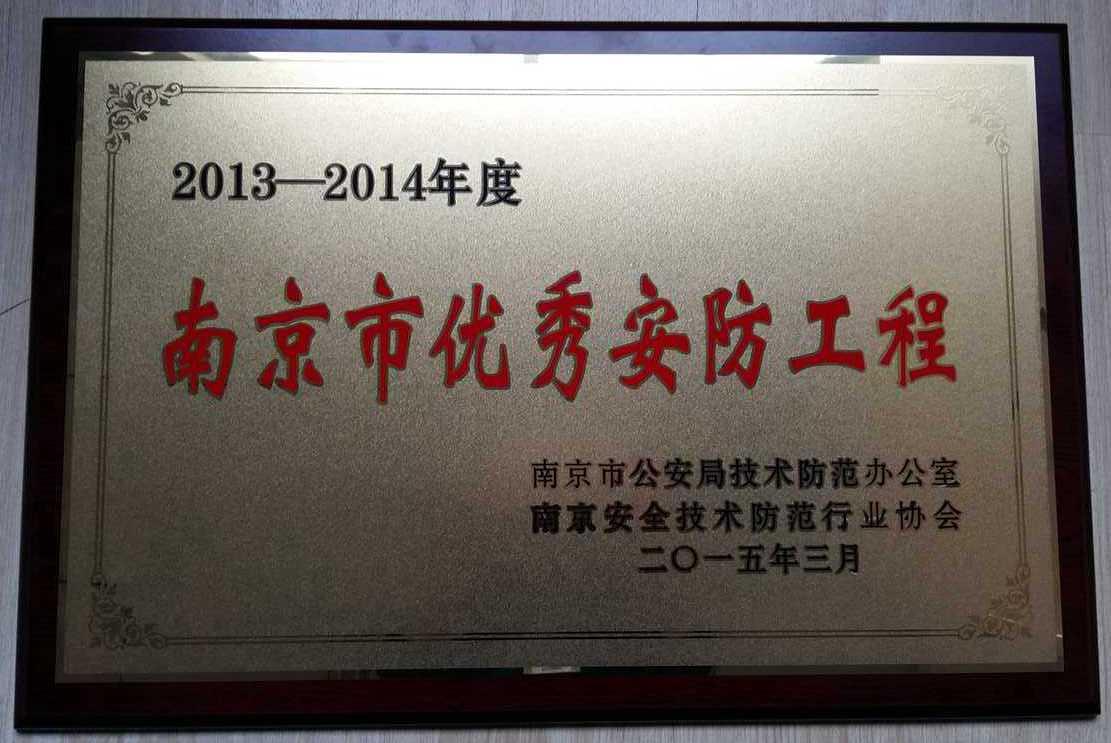 2013—2014年度
南京市优秀安防工程
南京市公安局技术防范办公室
南京安全技术防范行业协会
二〇一五年三月